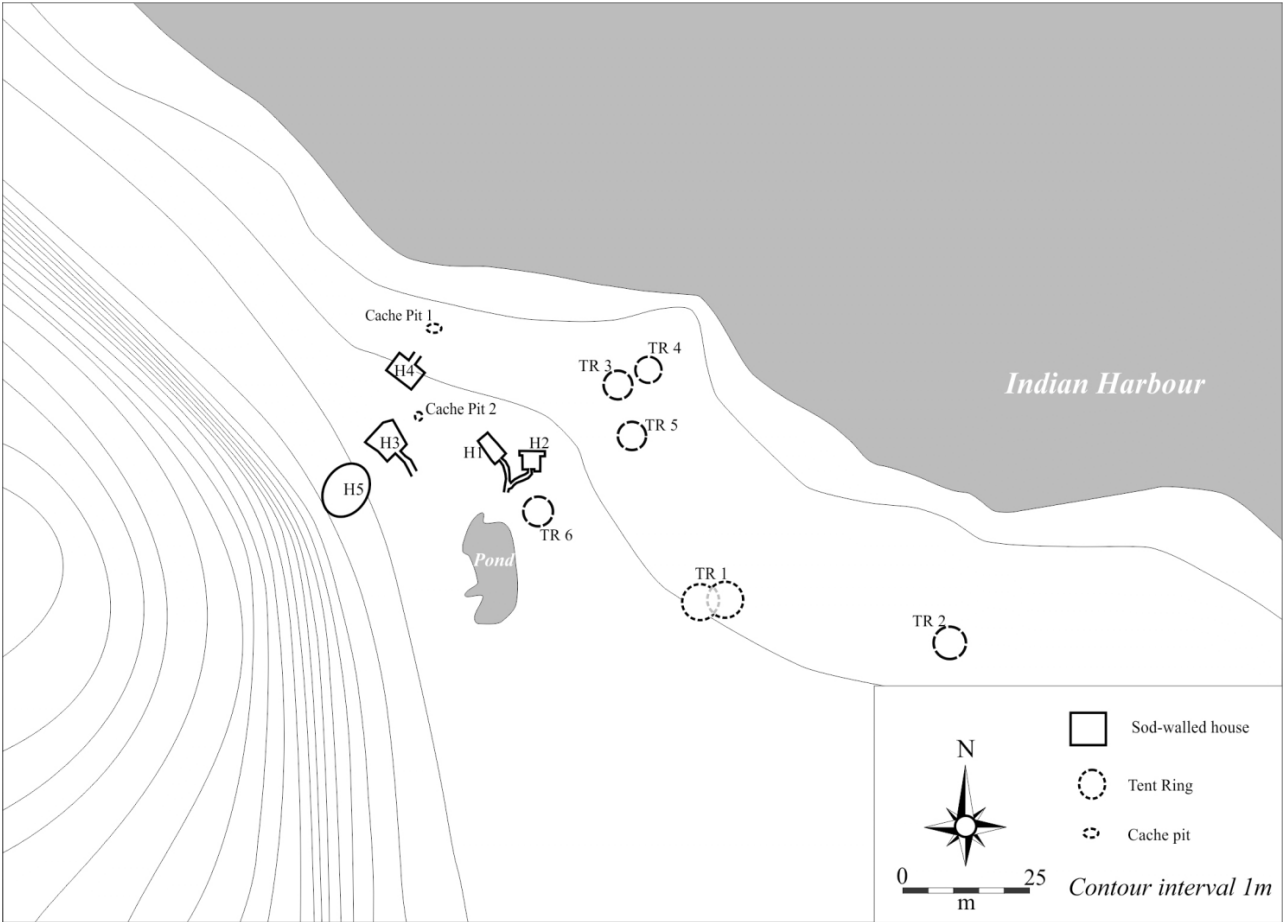 Cache Pit 1
TR 4
TR 3
H4
Indian Harbour
Cache Pit 2
TR 5
H3
H1
H2
H5
TR 6
Pond
TR 1
TR 2
Sod-walled house
N
Tent Ring
Cache pit
0 25
m
Contour interval 1m